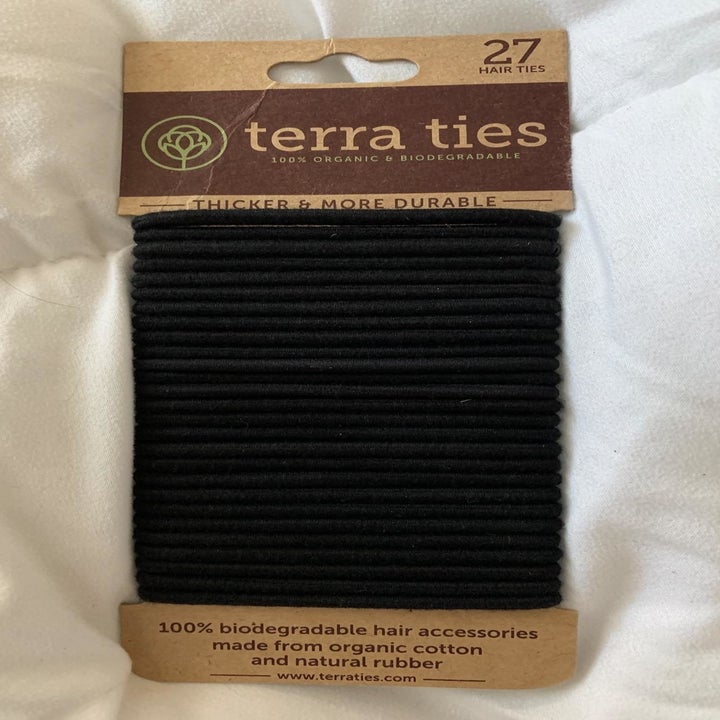 27
HAIR TIES
terra ties
100% ORGANIC & BIODEGRADABLE
THICKER & MORE DURABLE
100% biodegradable hair accessories
made from organic cotton
and natural rubber
www.terraties.com